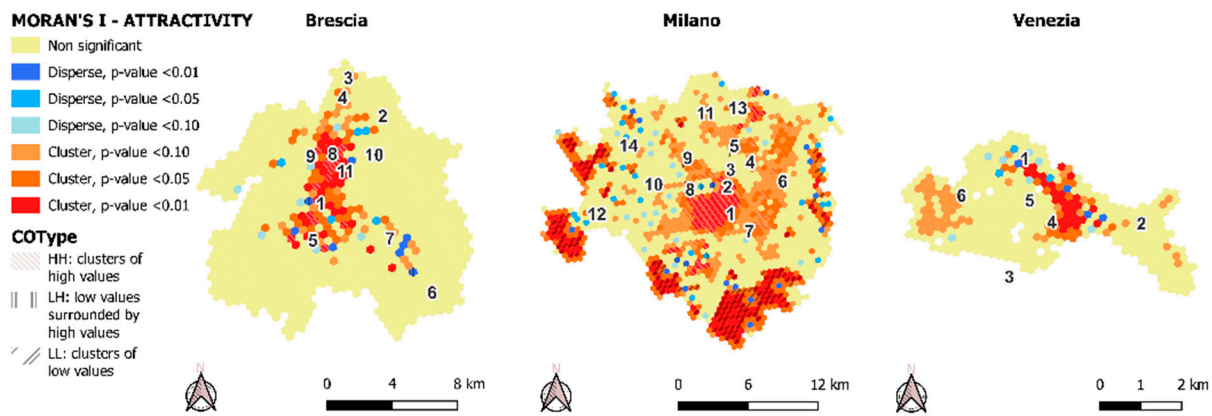 MORAN'S I - ATTRACTIVITY
Non significant
Disperse, p-value <0.01
Disperse, p-value <0.05
Disperse, p-value <0.10
Cluster, p-value <0.10
Cluster, p-value <0.05
Cluster, p-value <0.01
COType
HH: clusters of
high values
LH: low values
surrounded by
high values
LL: clusters of
low values
Brescia
3
4
2
9
8
10
11
1
5
7
6
N
0 4 8 km
Milano
11
13
14
5
9
3
4
10
8
2
6
12
1
7
N
0 6 12 km
Venezia
1
6
5
4
2
3
N
0 1 2 km